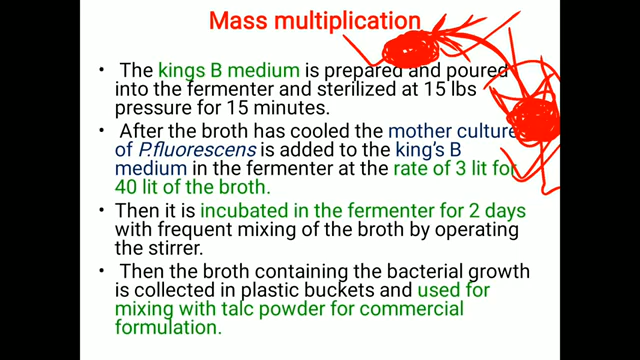 Mass multiplication
• The kings B medium is prepared and poured
into the fermenter and sterilized at 15 lbs
pressure for 15 minutes.
• After the broth has cooled the mother culture
of P.fluorescens is added to the king's B
medium in the fermenter at the rate of 3 lit for
40 lit of the broth.
• Then it is incubated in the fermenter for 2 days
with frequent mixing of the broth by operating
the stirrer.
• Then the broth containing the bacterial growth
is collected in plastic buckets and used for
mixing with talc powder for commercial
formulation.